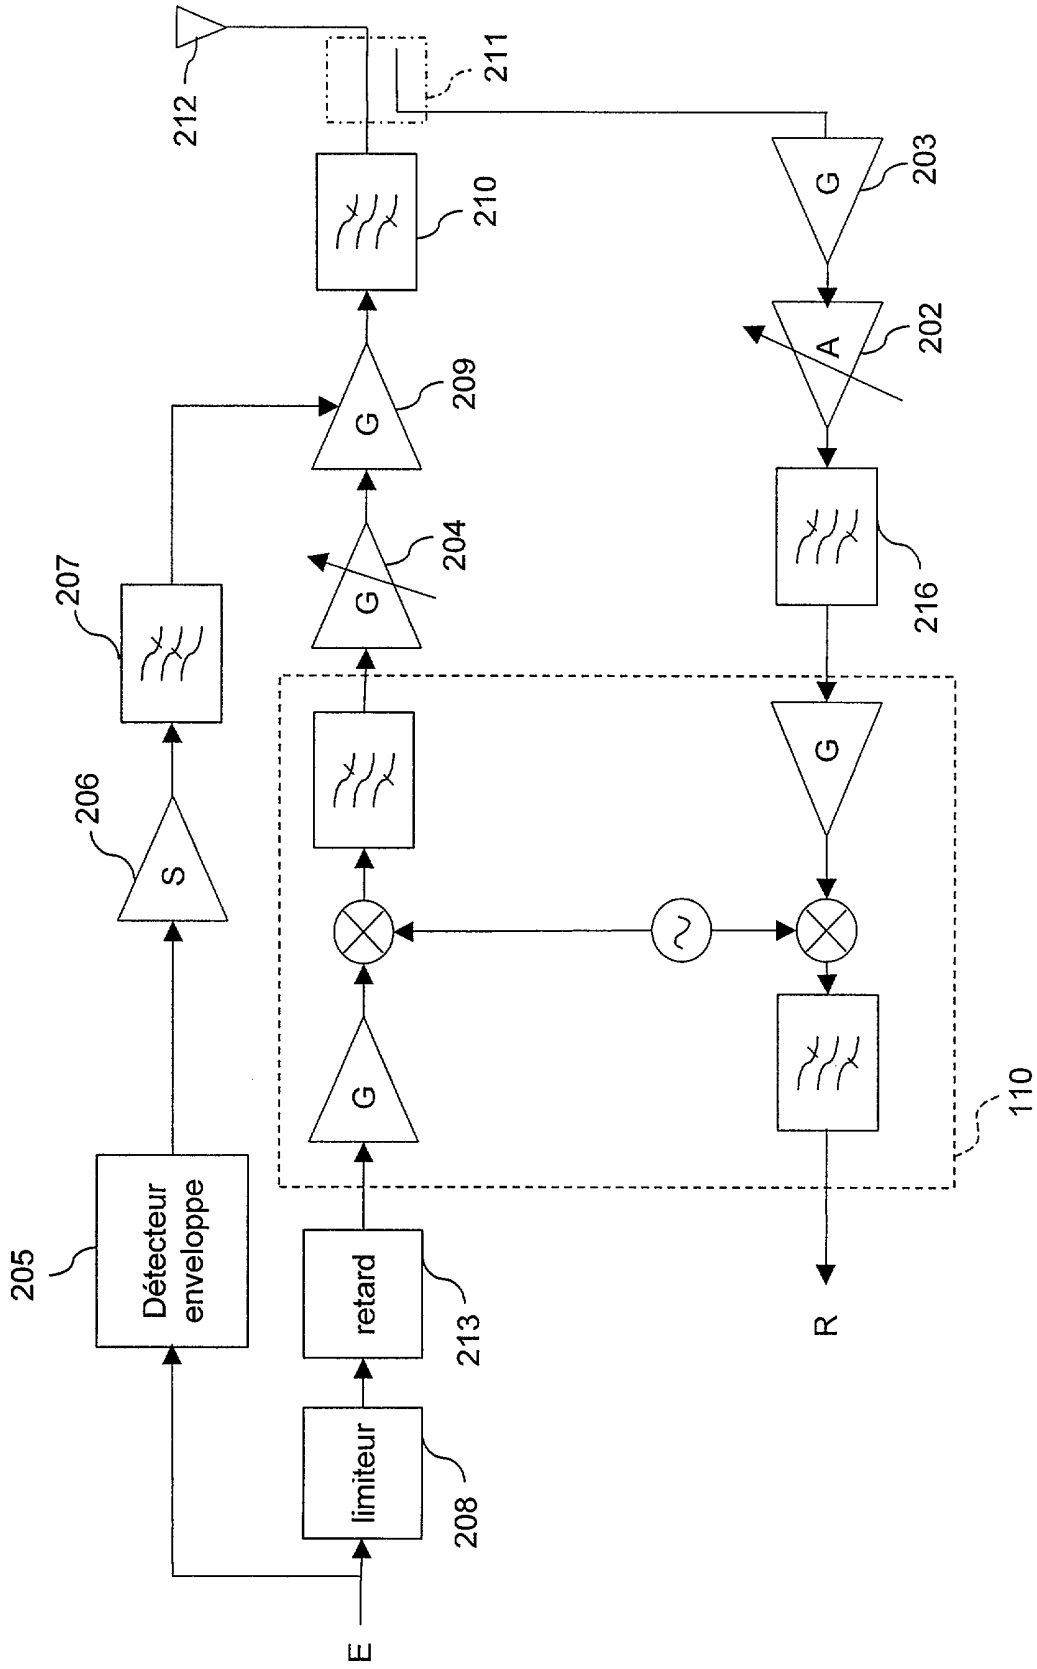 E
limiteur
208
retard
213
Détecteur
enveloppe
205
S
206
207
G
G
204
G
209
210
211
212
G
203
A
202
216
G
110
R